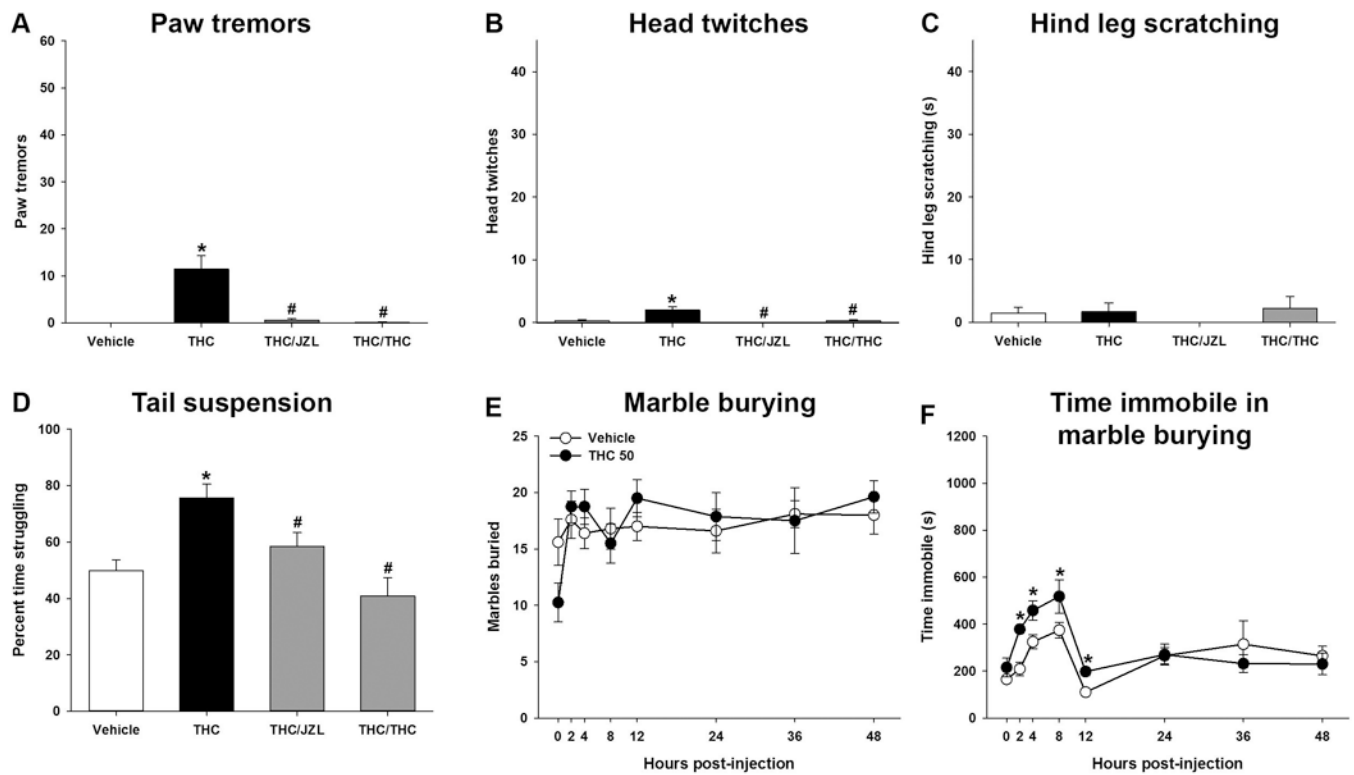 A Paw tremors
60
50
40
30
20
10
0
Paw tremors
*
#
#
Vehicle THC THC/JZL THC/THC
B Head twitches
40
30
20
10
0
Head twitches
*
#
#
Vehicle THC THC/JZL THC/THC
C Hind leg scratching
40
30
20
10
0
Hind leg scratching (s)
Vehicle THC THC/JZL THC/THC
D Tail suspension
100
80
60
40
20
0
Percent time struggling
*
#
#
Vehicle THC THC/JZL THC/THC
E Marble burying
Vehicle
THC 50
25
20
15
10
5
0
Marbles buried
0 2 4 8 12 24 36 48
Hours post-injection
F Time immobile in
marble burying
1200
1000
800
600
400
200
0
Time immobile (s)
*
*
*
*
0 2 4 8 12 24 36 48
Hours post-injection